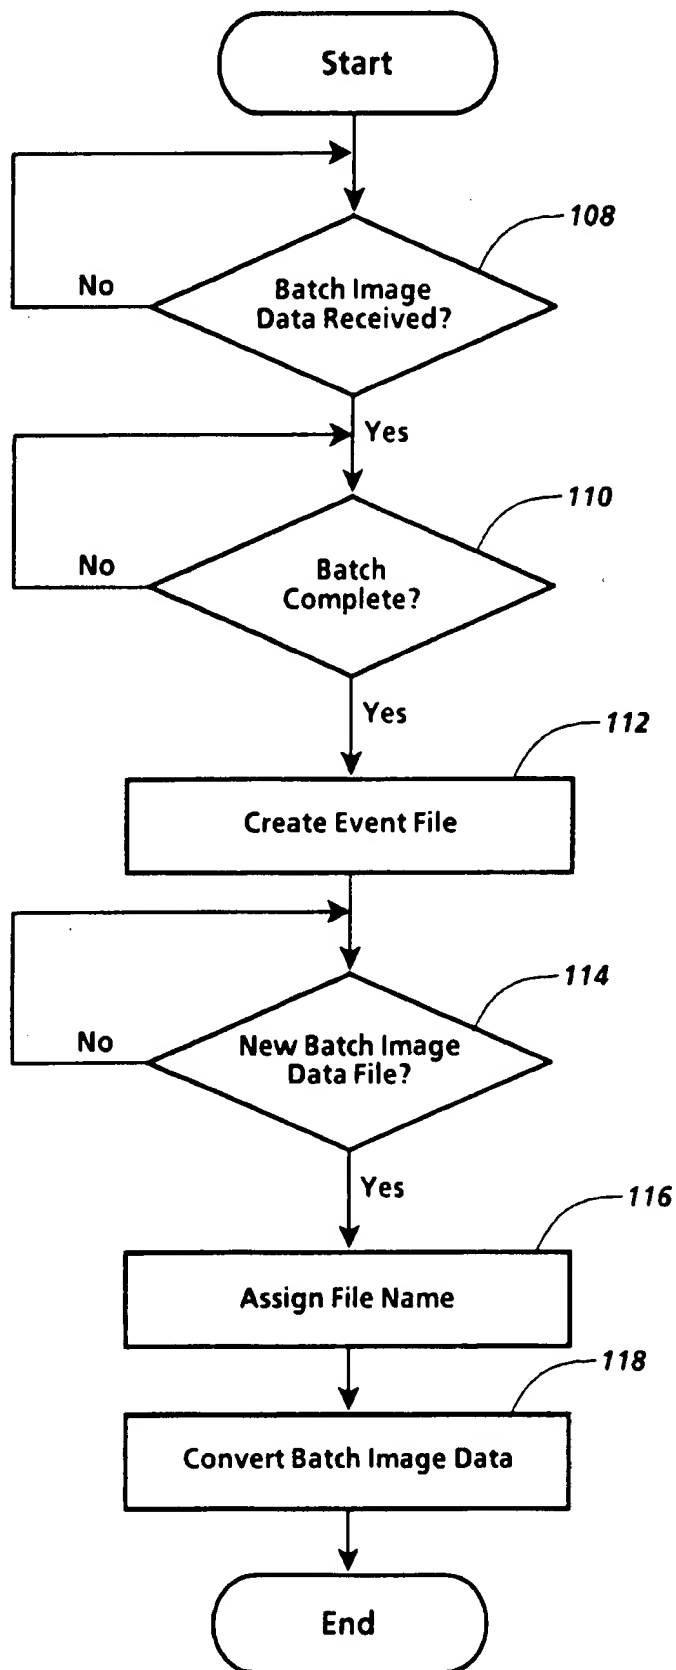 Start
108
Batch Image
Data Received?
No
Yes
110
Batch
Complete?
No
Yes
112
Create Event File
114
New Batch Image
Data File?
No
Yes
116
Assign File Name
118
Convert Batch Image Data
End